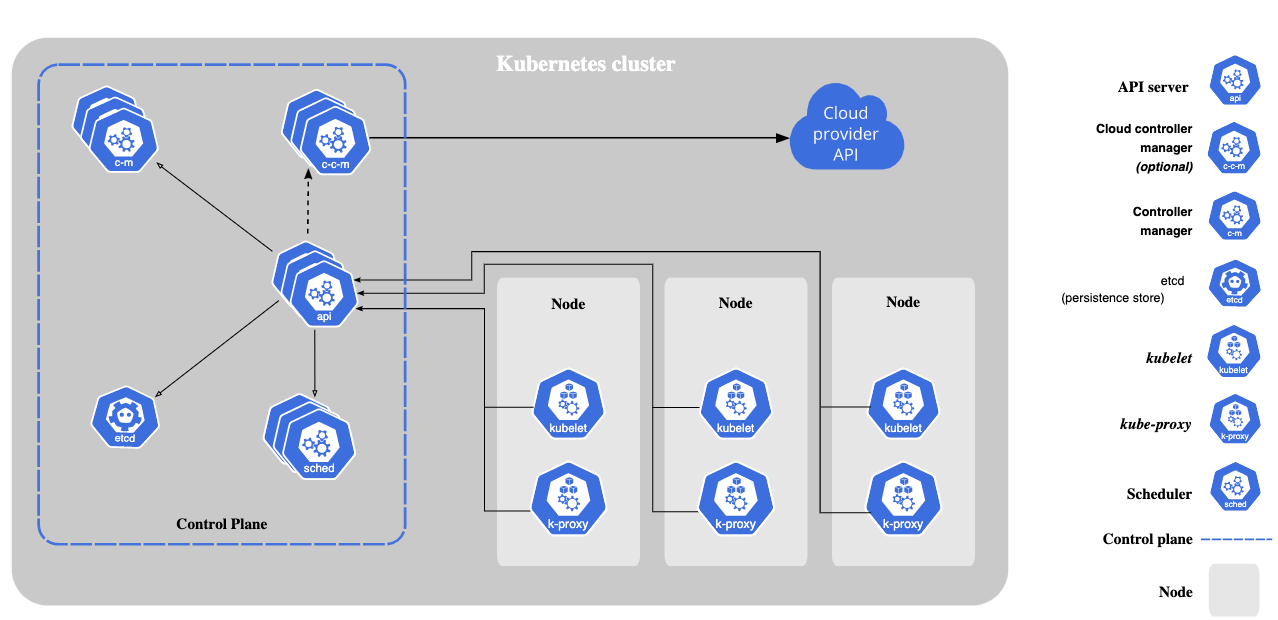 Kubernetes cluster
c-m
c-c-m
Cloud
provider
API
api
etcd
sched
Control Plane
Node
kubelet
k-proxy
Node
kubelet
k-proxy
Node
kubelet
k-proxy
API server
api
Cloud controller
manager
(optional)
c-c-m
Controller
manager
c-m
etcd
(persistence store)
etcd
kubelet
kubelet
kube-proxy
k-proxy
Scheduler
sched
Control plane
Node